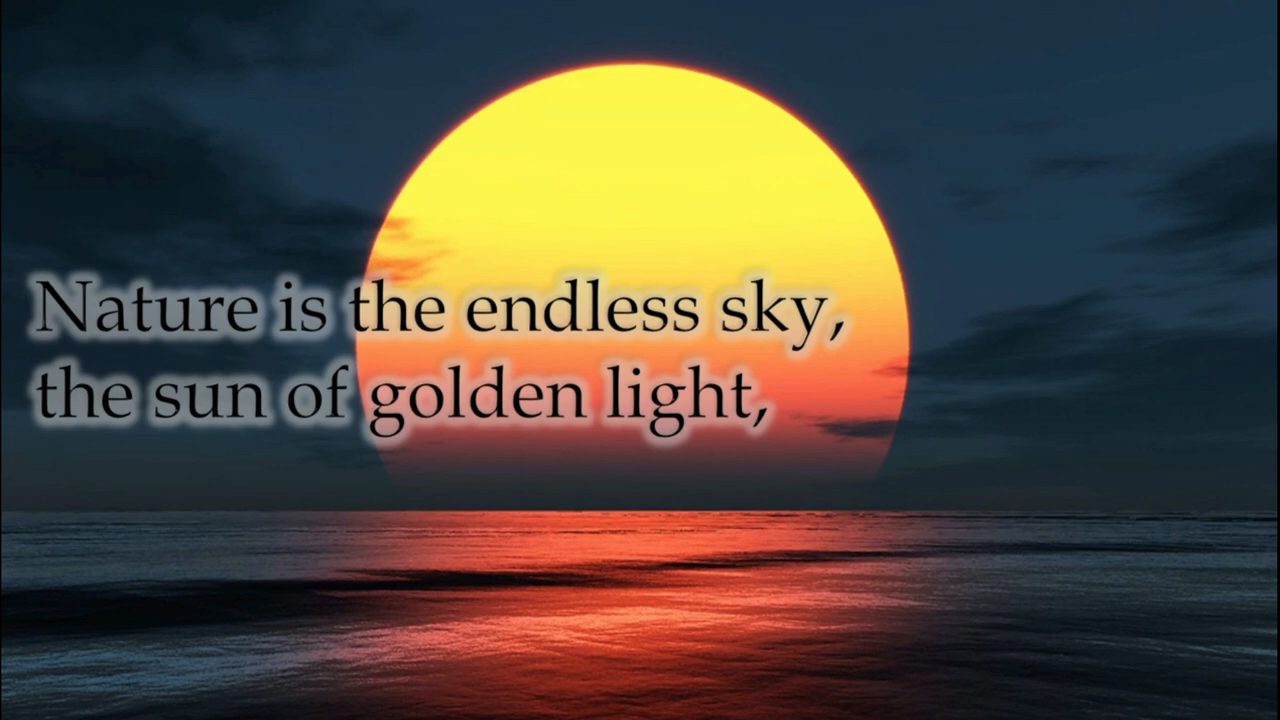 Nature is the endless sky,
the sun of golden light,